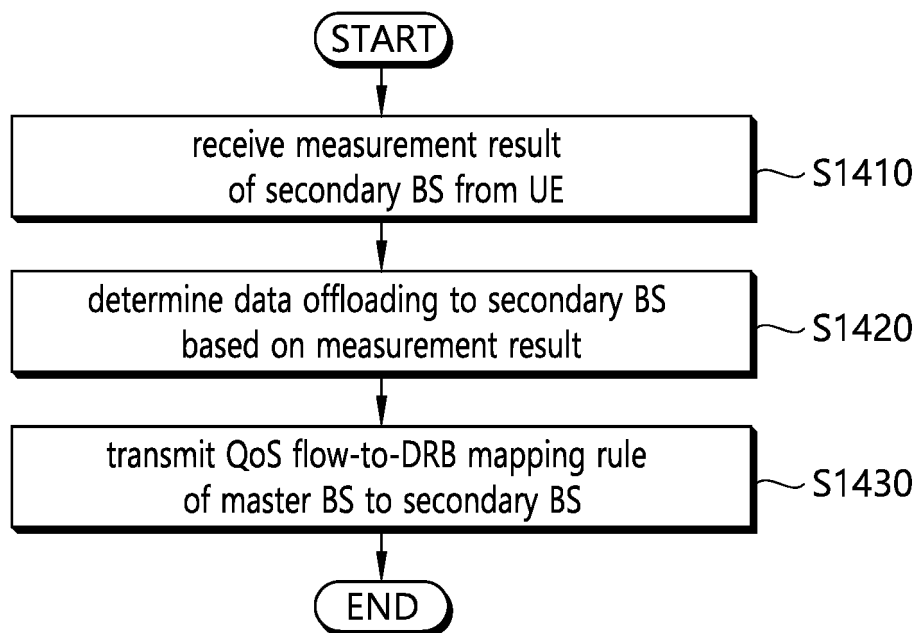 START
receive measurement result
of secondary BS from UE
S1410
determine data offloading to secondary BS
based on measurement result
S1420
transmit QoS flow-to-DRB mapping rule
of master BS to secondary BS
S1430
END